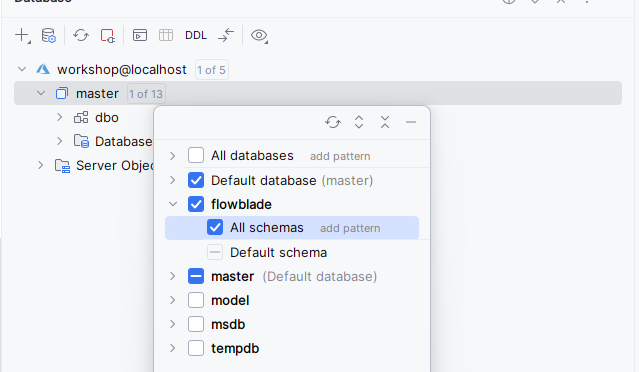 Database
DDL
workshop@localhost 1 of 5
master 1 of 13
dbo
Database
Server Objec
All databases add pattern
Default database (master)
flowblade
All schemas add pattern
Default schema
master (Default database)
model
msdb
tempdb